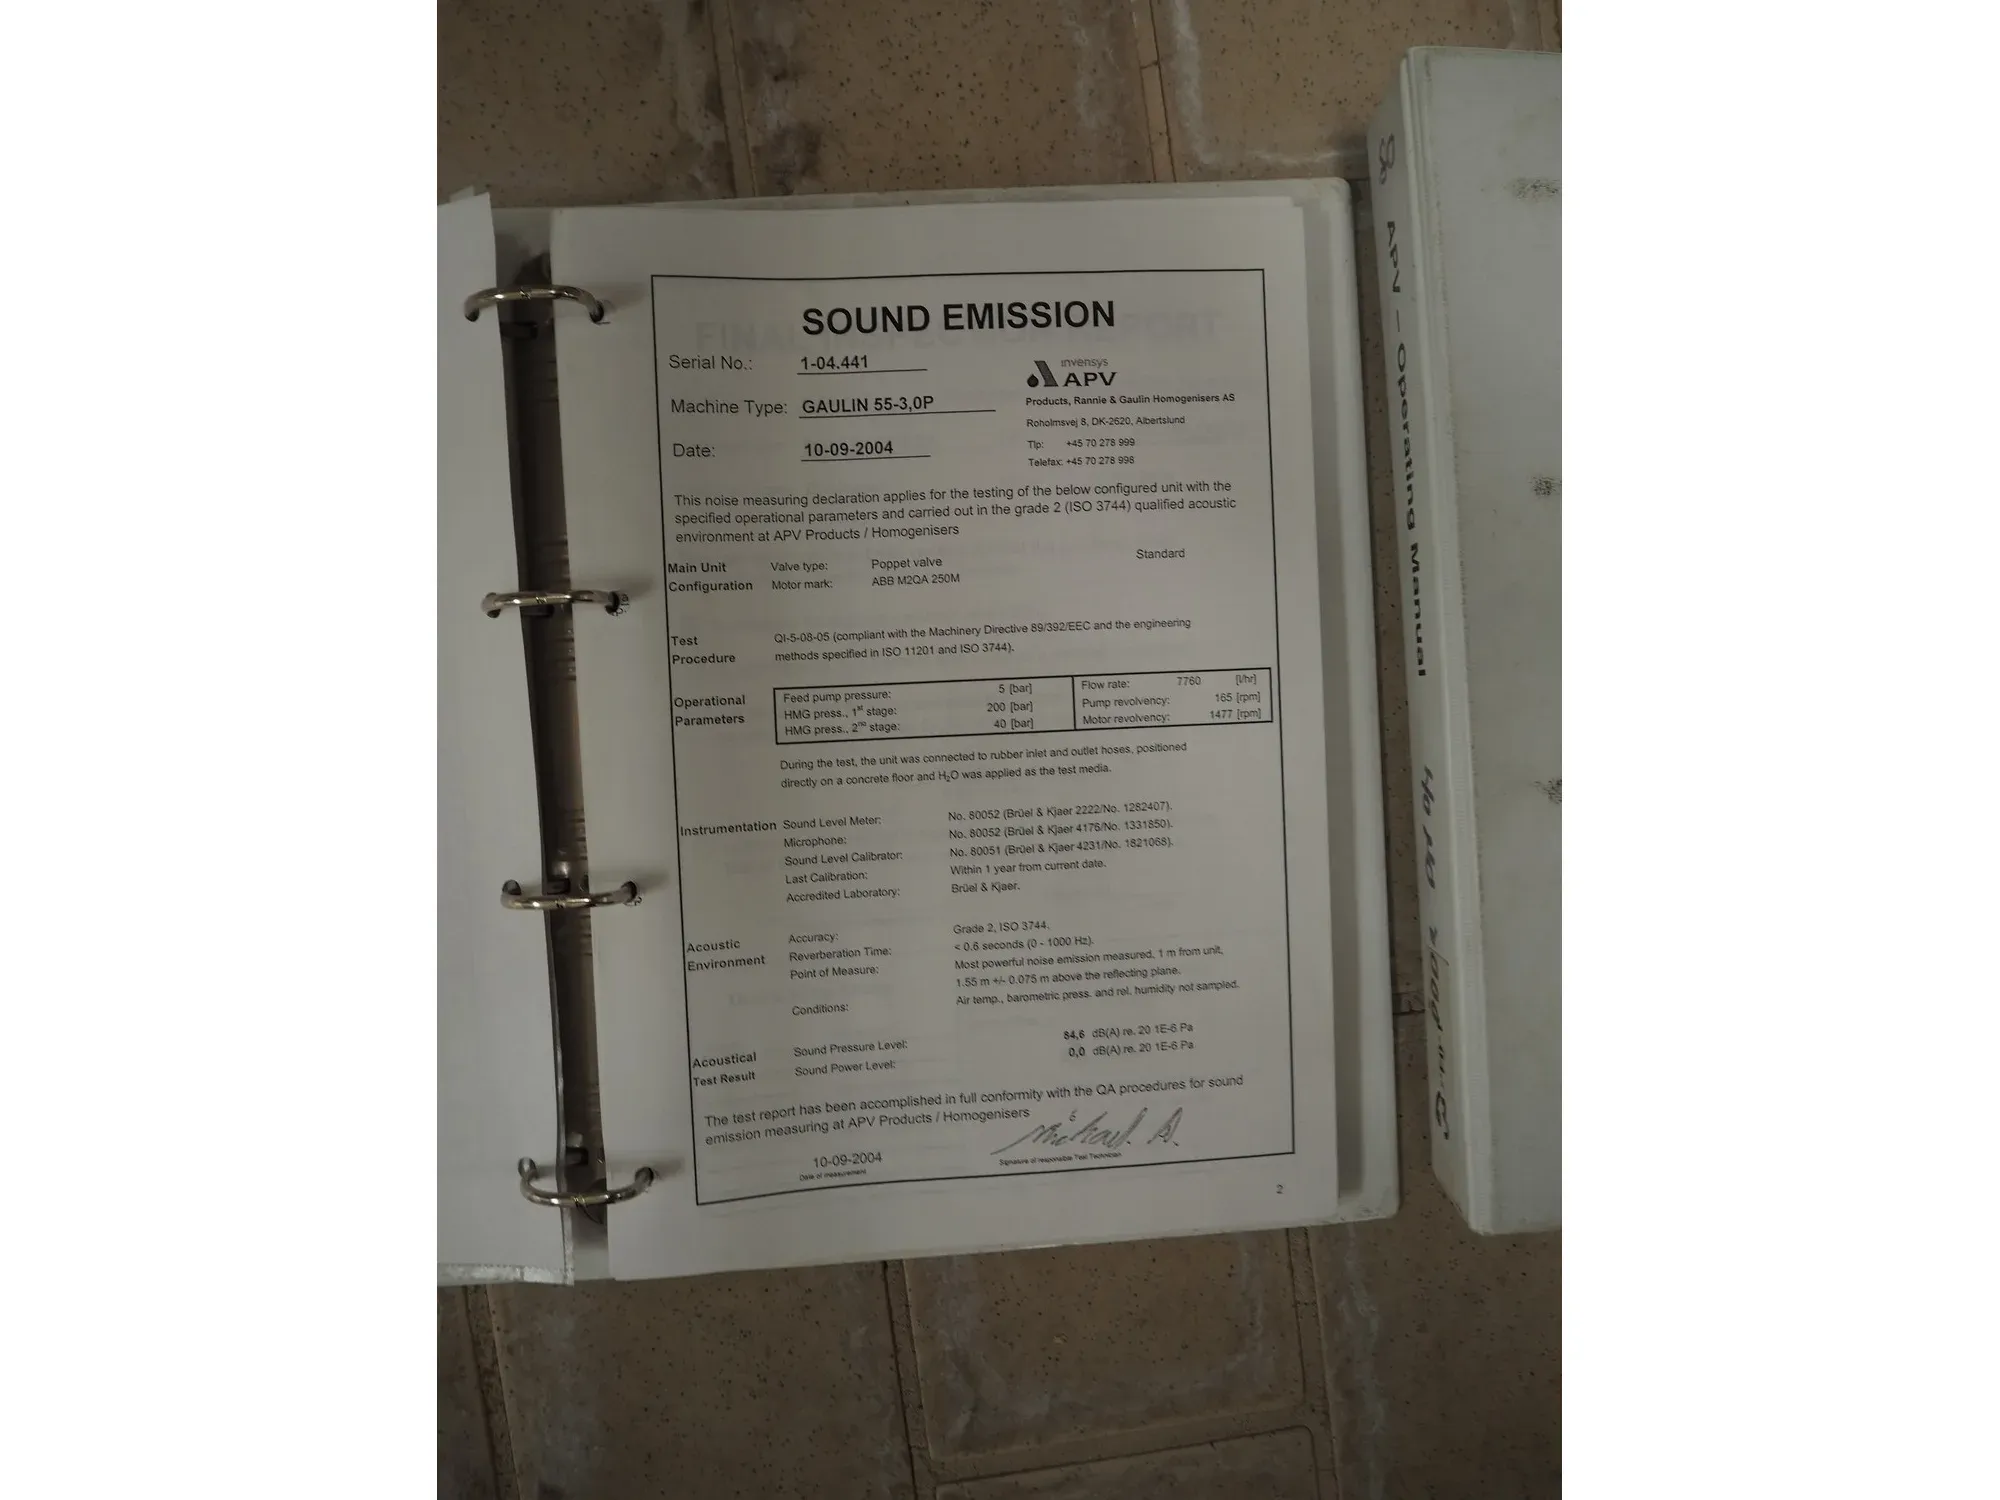 SOUND EMISSION
Serial No.: 1-04.441
invensys
APV
Machine Type: GAULIN 55-3,0P
Products, Rannie & Gaulin Homogenisers AS
Roholmsvej 8, DK-2620, Albertslund
Date: 10-09-2004
Tlp: +45 70 278 999
Telefax: +45 70 278 998
This noise measuring declaration applies for the testing of the below configured unit with the
specified operational parameters and carried out in the grade 2 (ISO 3744) qualified acoustic
environment at APV Products / Homogenisers
Main Unit Valve type: Poppet valve Standard
Configuration Motor mark: ABB M2QA 250M
Test QI-5-08-05 (compliant with the Machinery Directive 89/392/EEC and the engineering
Procedure methods specified in ISO 11201 and ISO 3744).
Operational Feed pump pressure: 5 [bar] Flow rate: 7760 [l/hr]
Parameters HMG press., 1st stage: 200 [bar] Pump revolvency: 165 [rpm]
HMG press., 2nd stage: 40 [bar] Motor revolvency: 1477 [rpm]
During the test, the unit was connected to rubber inlet and outlet hoses, positioned
directly on a concrete floor and H2O was applied as the test media.
Instrumentation Sound Level Meter: No. 80052 (Brüel & Kjaer 2222/No. 1282407).
Microphone: No. 80052 (Brüel & Kjaer 4176/No. 1331850).
Sound Level Calibrator: No. 80051 (Brüel & Kjaer 4231/No. 1821068).
Last Calibration: Within 1 year from current date.
Accredited Laboratory: Brüel & Kjaer.
Acoustic Accuracy: Grade 2, ISO 3744.
Environment Reverberation Time: < 0.6 seconds (0 - 1000 Hz).
Point of Measure: Most powerful noise emission measured, 1 m from unit,
1.55 m +/- 0.075 m above the reflecting plane.
Conditions: Air temp., barometric press. and rel. humidity not sampled.
Acoustical Sound Pressure Level: 84,6 dB(A) re. 20 1E-6 Pa
Test Result Sound Power Level: 0,0 dB(A) re. 20 1E-6 Pa
The test report has been accomplished in full conformity with the QA procedures for sound
emission measuring at APV Products / Homogenisers
10-09-2004
Date of measurement
Signature of responsible Test Technician
2
APV - Operating Manual